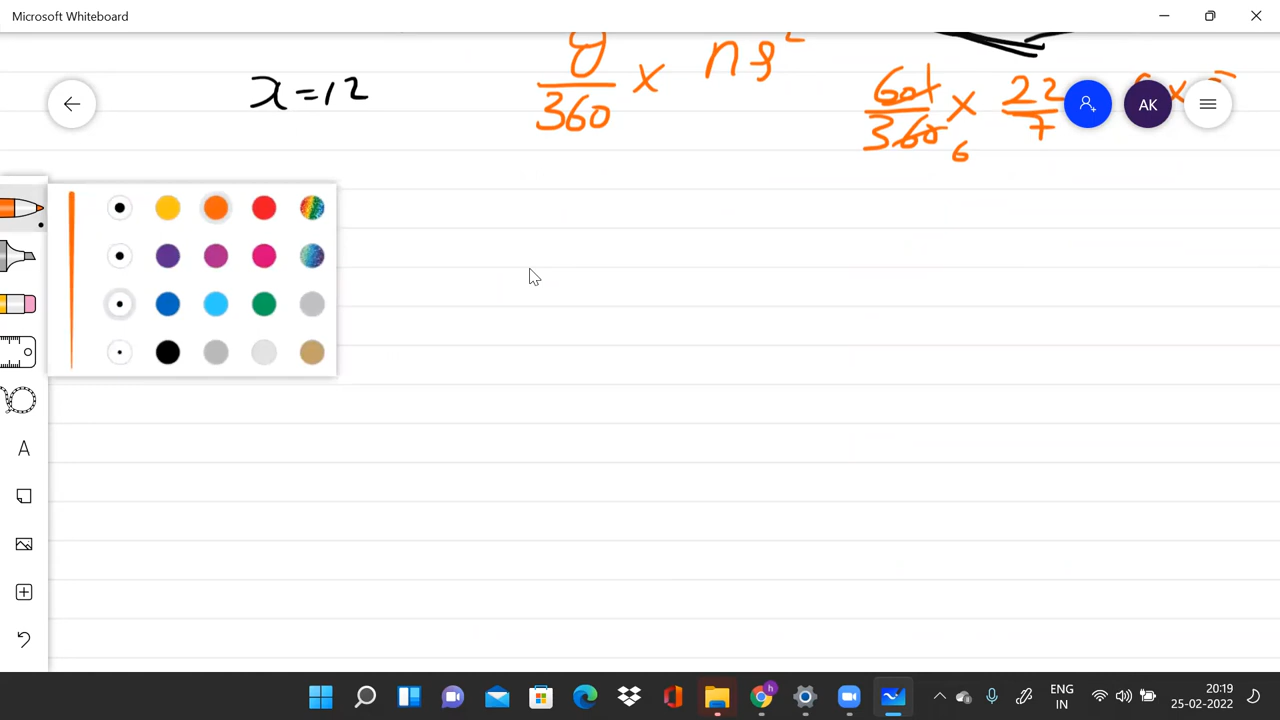 Microsoft Whiteboard
x=12
θ/360 × πr²
60/360 × 22/7
6
AK
A
ENG
IN
20:19
25-02-2022